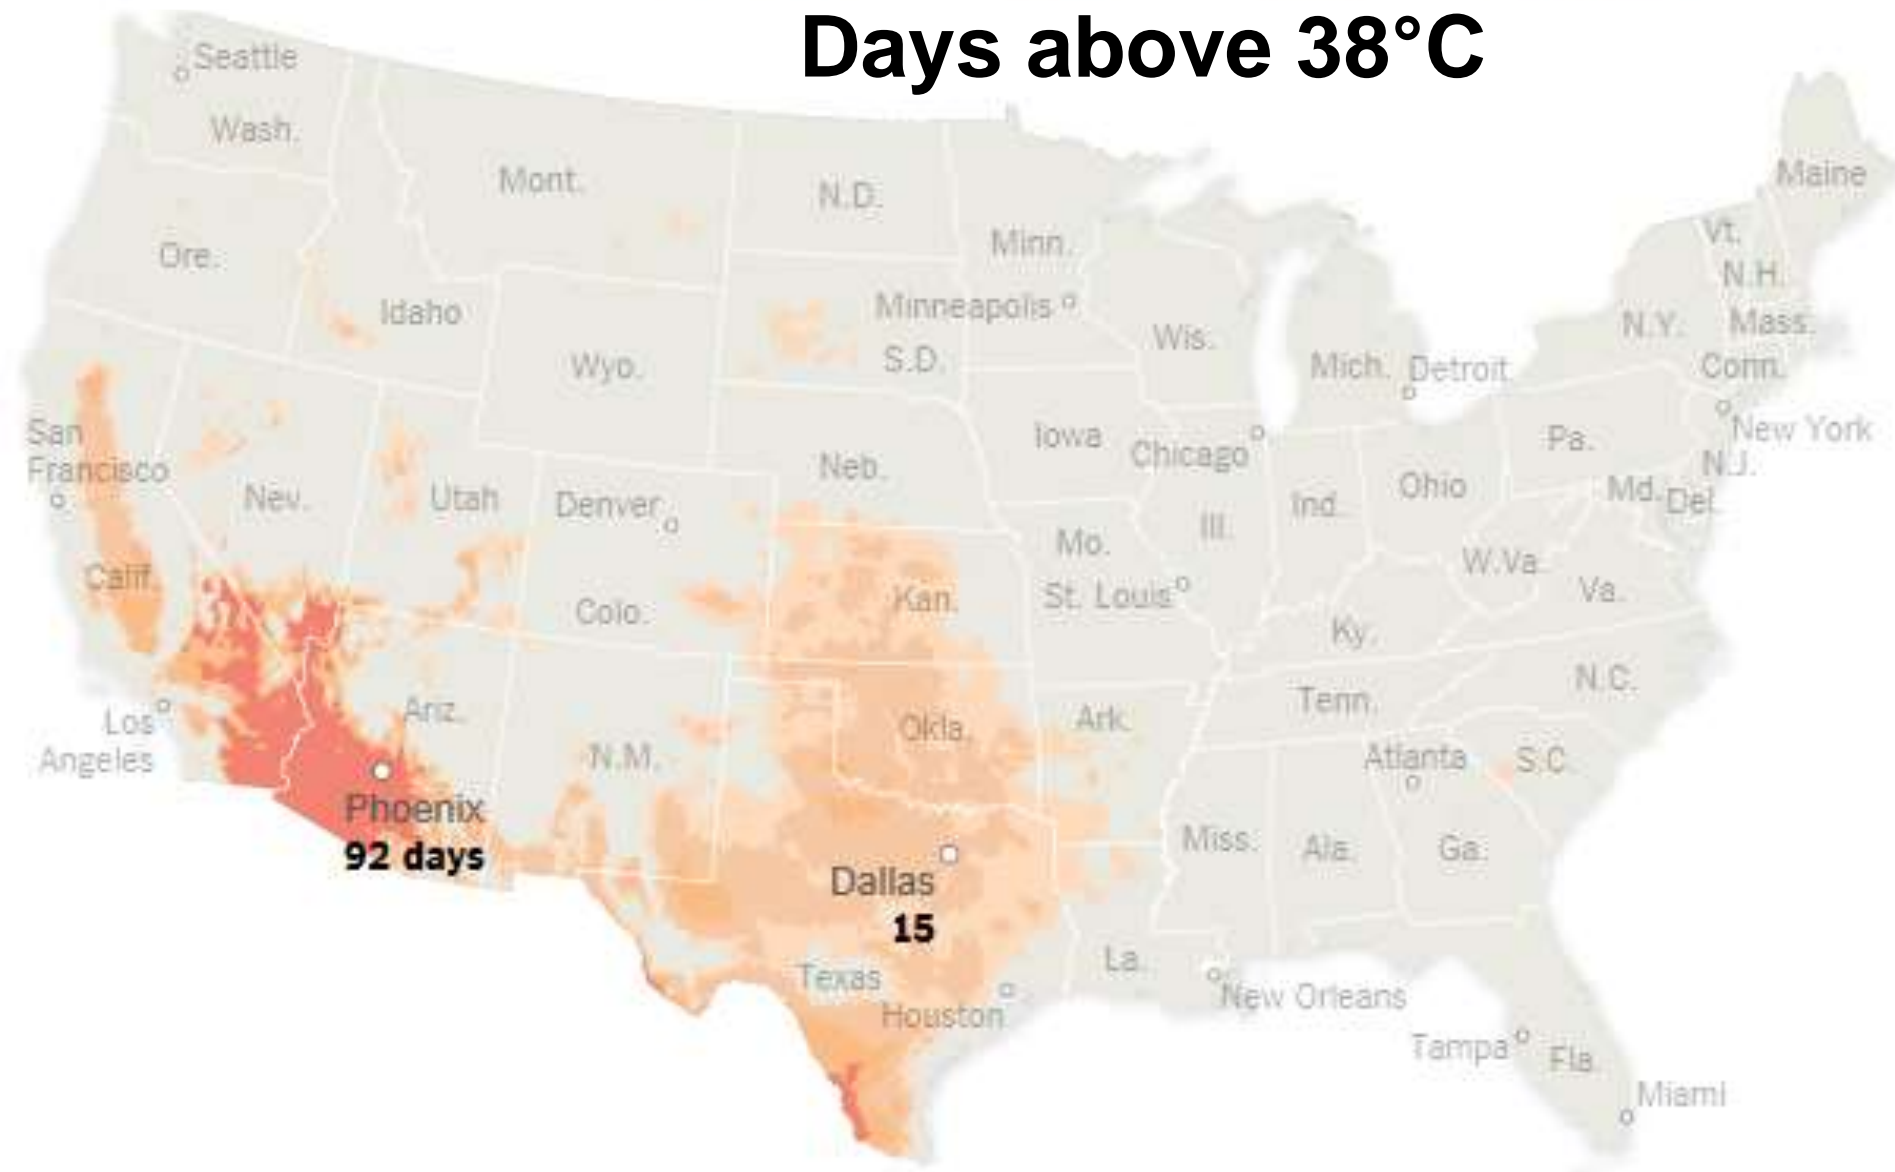 Days above 38°C
Seattle
Wash.
Mont.
N.D.
Maine
Minn.
Vt.
Ore.
N.H.
Idaho
Minneapolis
Wis.
N.Y.
Mass.
Wyo.
S.D.
Mich.
Detroit
Conn.
San
Francisco
Iowa
Chicago
Pa.
New York
Neb.
N.J.
Nev.
Utah
Denver
Ohio
Md.
Del.
Ill.
Ind.
Mo.
W.Va.
Calif.
Kan.
St. Louis
Va.
Colo.
Ky.
N.C.
Los
Angeles
Ariz.
Okla.
Ark.
Tenn.
N.M.
Atlanta
S.C.
Phoenix
92 days
Miss.
Ala.
Ga.
Dallas
15
La.
Texas
New Orleans
Houston
Tampa
Fla.
Miami